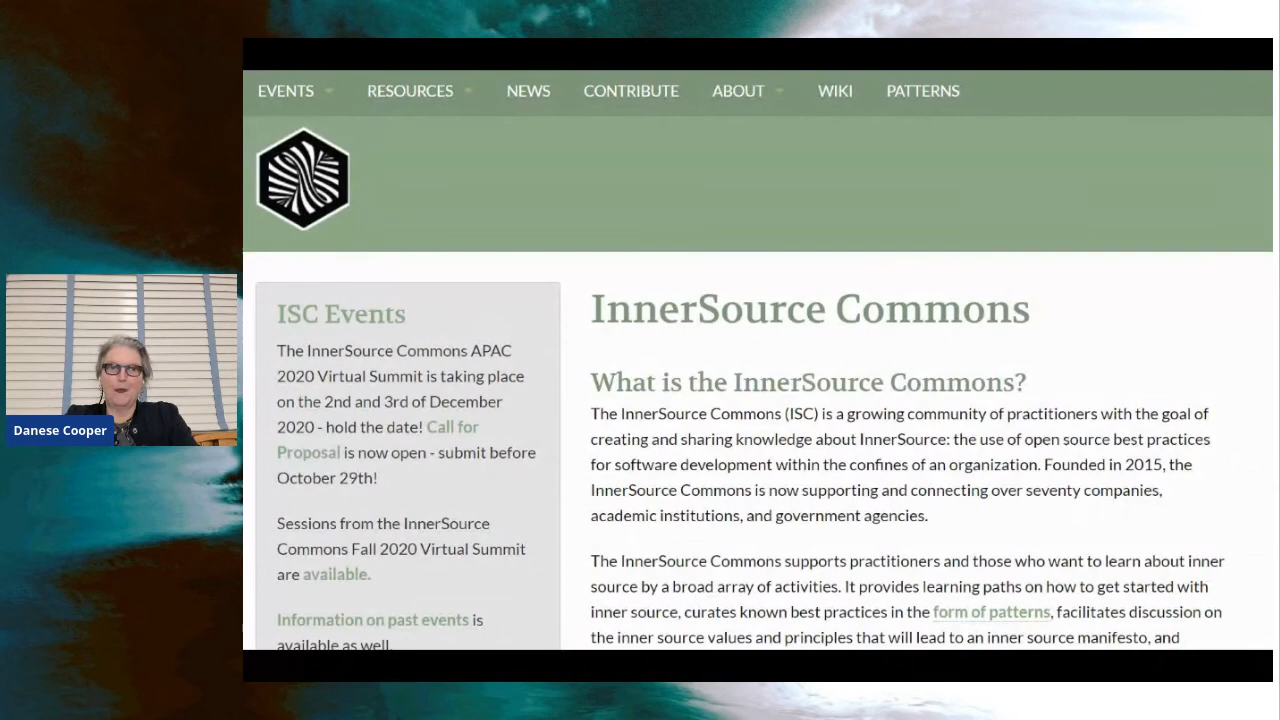 EVENTS RESOURCES NEWS CONTRIBUTE ABOUT WIKI PATTERNS
Danese Cooper
ISC Events
The InnerSource Commons APAC
2020 Virtual Summit is taking place
on the 2nd and 3rd of December
2020 - hold the date! Call for
Proposal is now open - submit before
October 29th!
Sessions from the InnerSource
Commons Fall 2020 Virtual Summit
are available.
Information on past events is
available as well.
InnerSource Commons
What is the InnerSource Commons?
The InnerSource Commons (ISC) is a growing community of practitioners with the goal of
creating and sharing knowledge about InnerSource: the use of open source best practices
for software development within the confines of an organization. Founded in 2015, the
InnerSource Commons is now supporting and connecting over seventy companies,
academic institutions, and government agencies.
The InnerSource Commons supports practitioners and those who want to learn about inner
source by a broad array of activities. It provides learning paths on how to get started with
inner source, curates known best practices in the form of patterns, facilitates discussion on
the inner source values and principles that will lead to an inner source manifesto, and